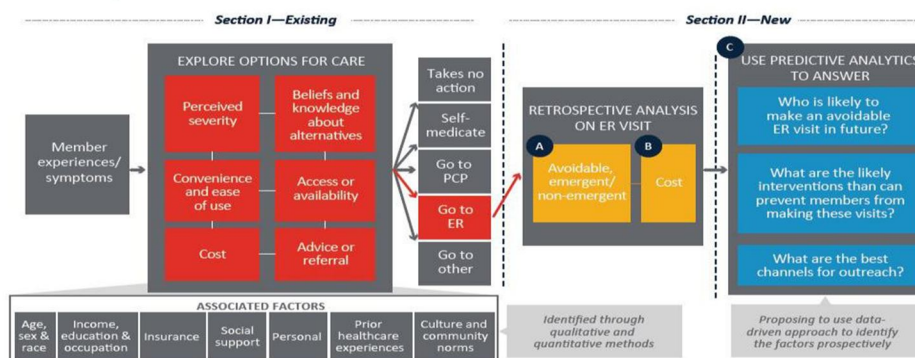 Section I—Existing
Section II—New
Member
experiences/
symptoms
EXPLORE OPTIONS FOR CARE
Perceived
severity
Beliefs and
knowledge
about
alternatives
Convenience
and ease
of use
Access or
availability
Cost
Advice or
referral
Takes no
action
Self-
medicate
Go to
PCP
Go to
ER
Go to
other
RETROSPECTIVE ANALYSIS
ON ER VISIT
A
Avoidable,
emergent/
non-emergent
B
Cost
C
USE PREDICTIVE ANALYTICS
TO ANSWER
Who is likely to
make an avoidable
ER visit in future?
What are the likely
interventions than can
prevent members from
making these visits?
What are the best
channels for outreach?
ASSOCIATED FACTORS
Age,
sex &
race
Income,
education &
occupation
Insurance
Social
support
Personal
Prior
healthcare
experiences
Culture and
community
norms
Identified through
qualitative and
quantitative methods
Proposing to use data-
driven approach to identify
the factors prospectively